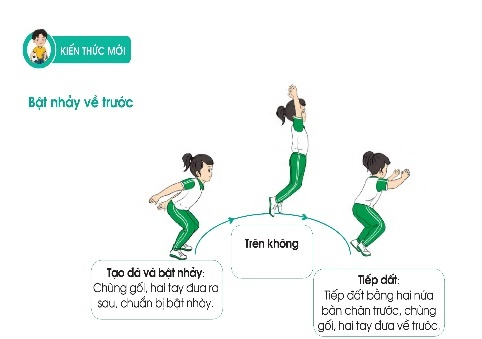 KIẾN THỨC MỚI
Bật nhảy về trước
Trên không
Tạo đà và bật nhảy:
Chùng gối, hai tay đưa ra
sau, chuẩn bị bật nhảy.
Tiếp đất:
Tiếp đất bằng hai nửa
bàn chân trước, chùng
gối, hai tay đưa về trước.